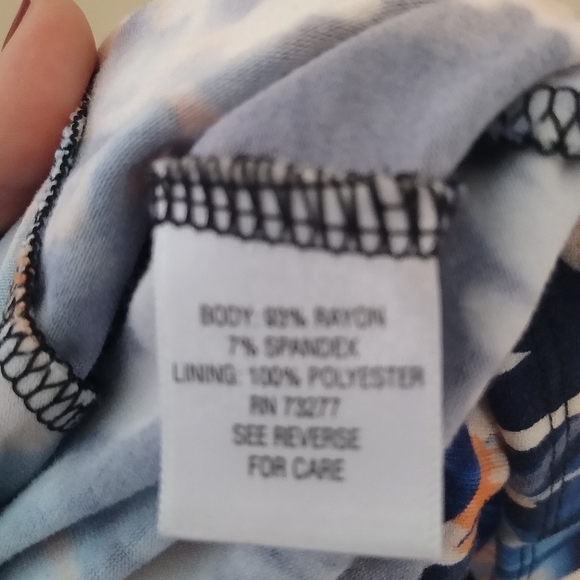 BODY: 93% RAYON
7% SPANDEX
LINING: 100% POLYESTER
RN 73277
SEE REVERSE
FOR CARE